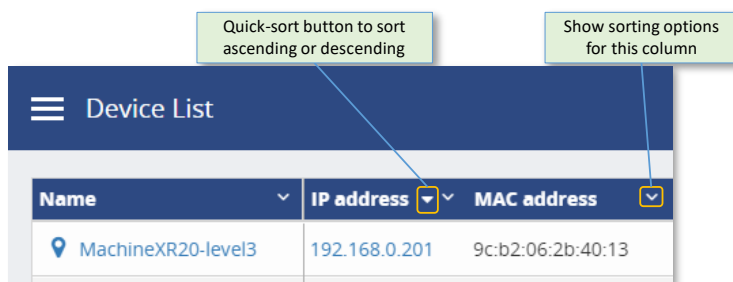 Quick-sort button to sort
ascending or descending
Show sorting options
for this column
Device List
Name IP address MAC address
MachineXR20-level3 192.168.0.201 9c:b2:06:2b:40:13